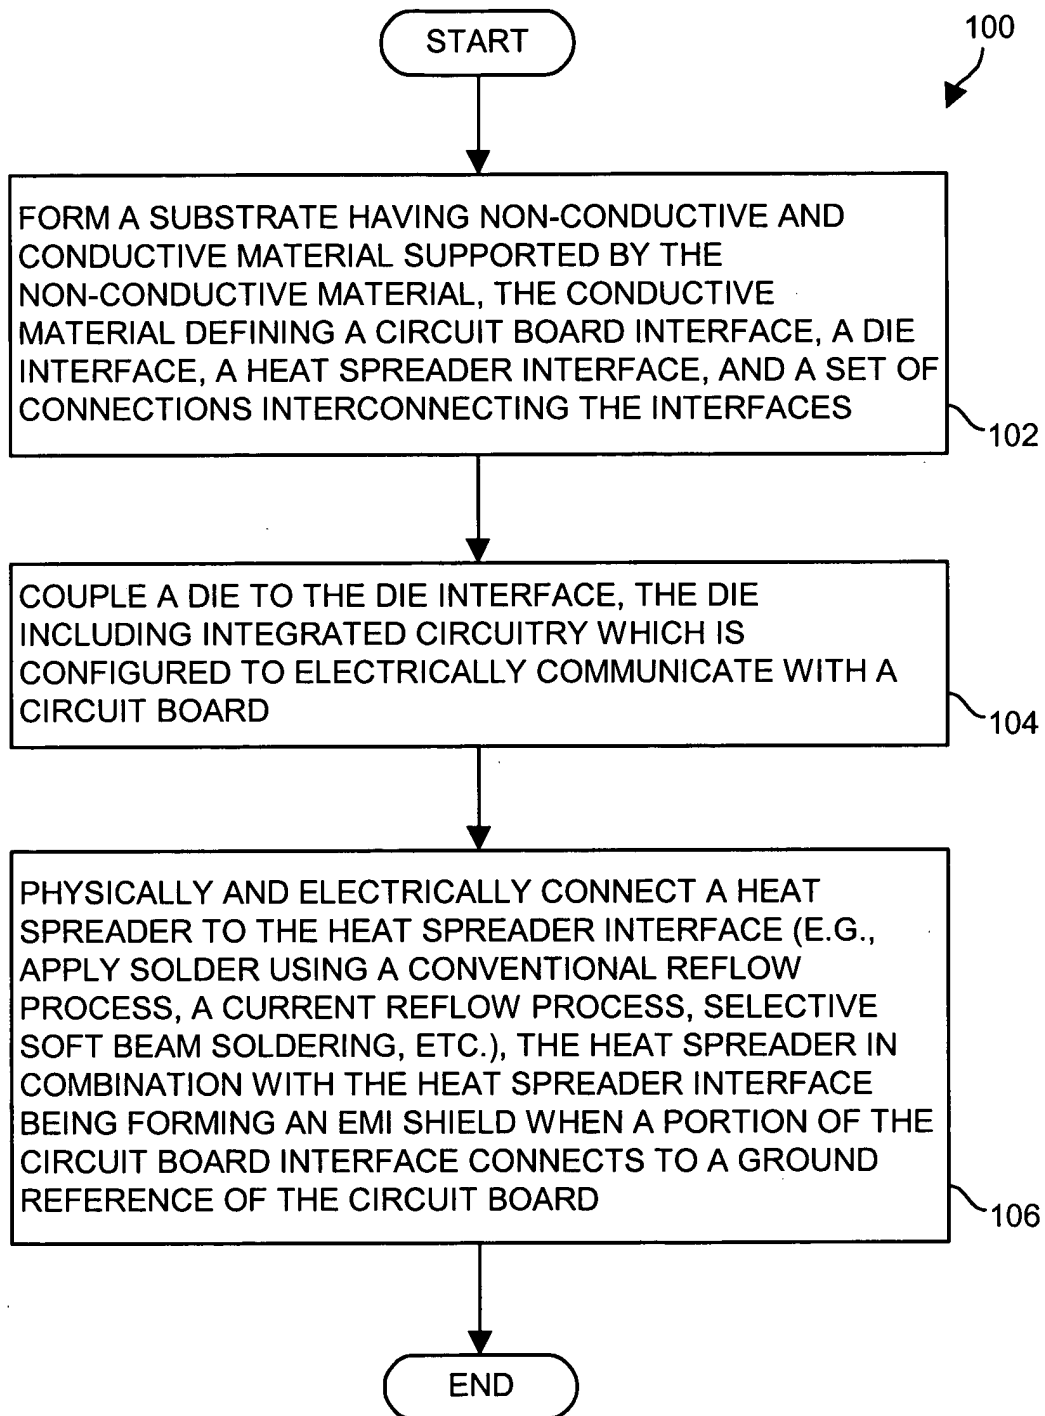 START
100
FORM A SUBSTRATE HAVING NON-CONDUCTIVE AND
CONDUCTIVE MATERIAL SUPPORTED BY THE
NON-CONDUCTIVE MATERIAL, THE CONDUCTIVE
MATERIAL DEFINING A CIRCUIT BOARD INTERFACE, A DIE
INTERFACE, A HEAT SPREADER INTERFACE, AND A SET OF
CONNECTIONS INTERCONNECTING THE INTERFACES
102
COUPLE A DIE TO THE DIE INTERFACE, THE DIE
INCLUDING INTEGRATED CIRCUITRY WHICH IS
CONFIGURED TO ELECTRICALLY COMMUNICATE WITH A
CIRCUIT BOARD
104
PHYSICALLY AND ELECTRICALLY CONNECT A HEAT
SPREADER TO THE HEAT SPREADER INTERFACE (E.G.,
APPLY SOLDER USING A CONVENTIONAL REFLOW
PROCESS, A CURRENT REFLOW PROCESS, SELECTIVE
SOFT BEAM SOLDERING, ETC.), THE HEAT SPREADER IN
COMBINATION WITH THE HEAT SPREADER INTERFACE
BEING FORMING AN EMI SHIELD WHEN A PORTION OF THE
CIRCUIT BOARD INTERFACE CONNECTS TO A GROUND
REFERENCE OF THE CIRCUIT BOARD
106
END